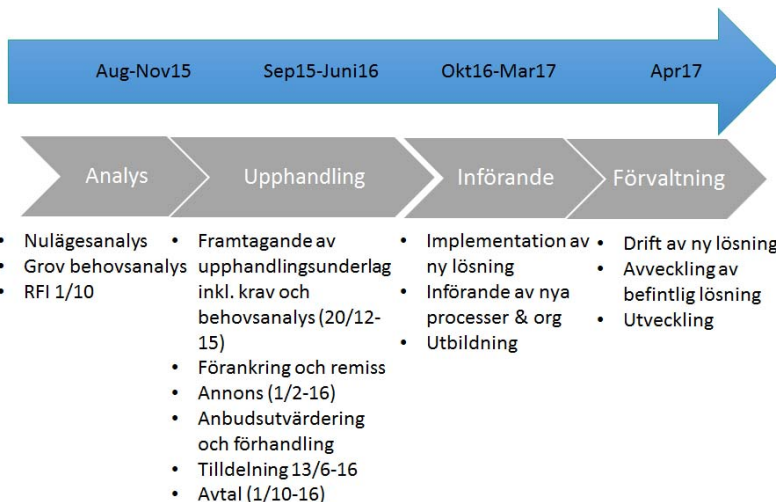 Aug-Nov15
Sep15-Juni16
Okt16-Mar17
Apr17
Analys
Upphandling
Införande
Förvaltning
• Nulägesanalys
• Grov behovsanalys
• RFI 1/10
• Framtagande av
upphandlingsunderlag
inkl. krav och
behovsanalys (20/12-
15)
• Förankring och remiss
• Annons (1/2-16)
• Anbudsutvärdering
och förhandling
• Tilldelning 13/6-16
• Avtal (1/10-16)
• Implementation av
ny lösning
• Införande av nya
processer & org
• Utbildning
• Drift av ny lösning
• Avveckling av
befintlig lösning
• Utveckling